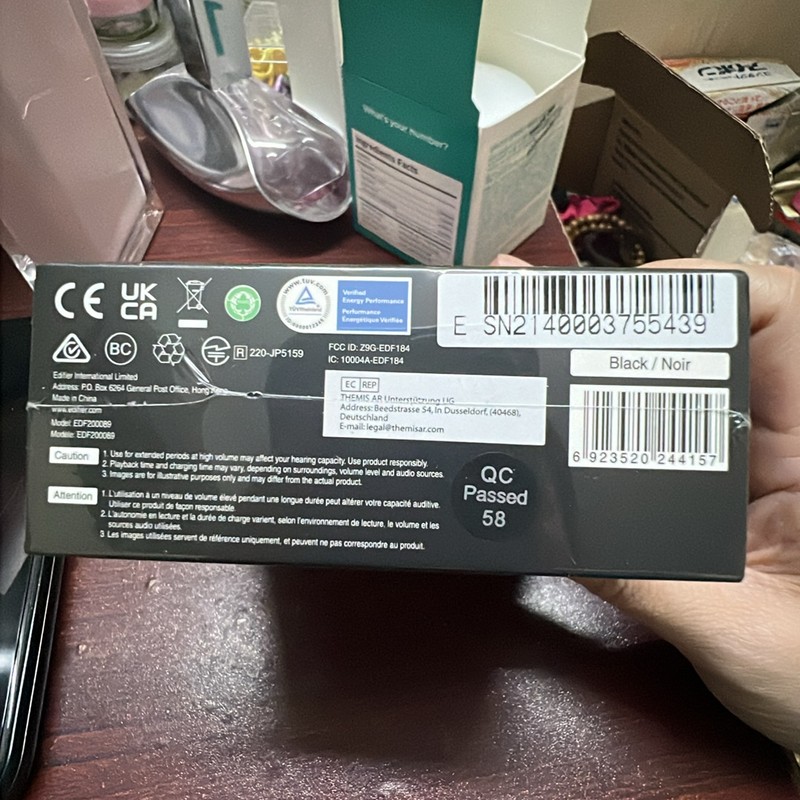 What's your number?
Ingredients Facts
CE
UK
CA
www.tuv.com
TÜVRheinland
Verified
Energy Performance
Performance
Énergétique Vérifiée
E SN2140003755439
BC
R 220-JP5159
FCC ID: Z9G-EDF184
IC: 10004A-EDF184
Black / Noir
Edifier International Limited
Address: P.O. Box 6264 General Post Office, Hong Kong
Made in China
www.edifier.com
Model: EDF200089
Modèle: EDF200089
EC REP
THEMIS AR Unterstützung UG
Address: Beedstrasse 54, In Dusseldorf, (40468),
Deutschland
E-mail: legal@themisar.com
6 923520 244157
Caution
1. Use for extended periods at high volume may affect your hearing capacity. Use product responsibly.
2. Playback time and charging time may vary, depending on surroundings, volume level and audio sources.
3. Images are for illustrative purposes only and may differ from the actual product.
Attention
1. L'utilisation à un niveau de volume élevé pendant une longue durée peut altérer votre capacité auditive.
Utiliser ce produit de façon responsable.
2. L'autonomie en lecture et la durée de charge varient, selon l'environnement de lecture, le volume et les
sources audio utilisées.
3 Les images utilisées servent de référence uniquement, et peuvent ne pas correspondre au produit.
QC
Passed
58